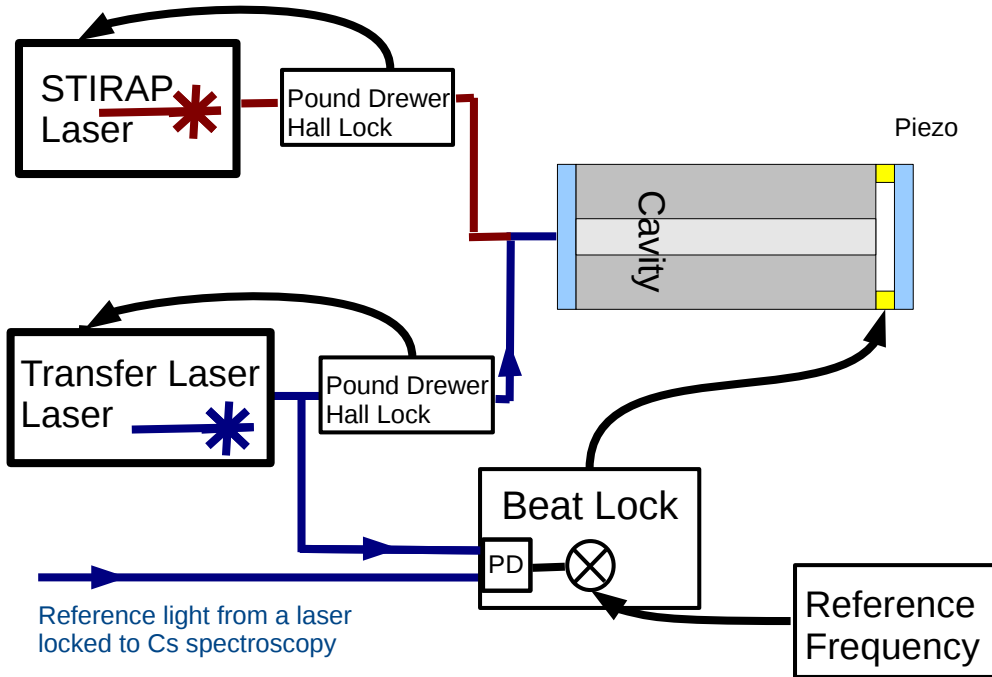 STIRAP
Laser
Pound Drewer
Hall Lock
Piezo
Cavity
Transfer Laser
Laser
Pound Drewer
Hall Lock
Beat Lock
PD
Reference light from a laser
locked to Cs spectroscopy
Reference
Frequency